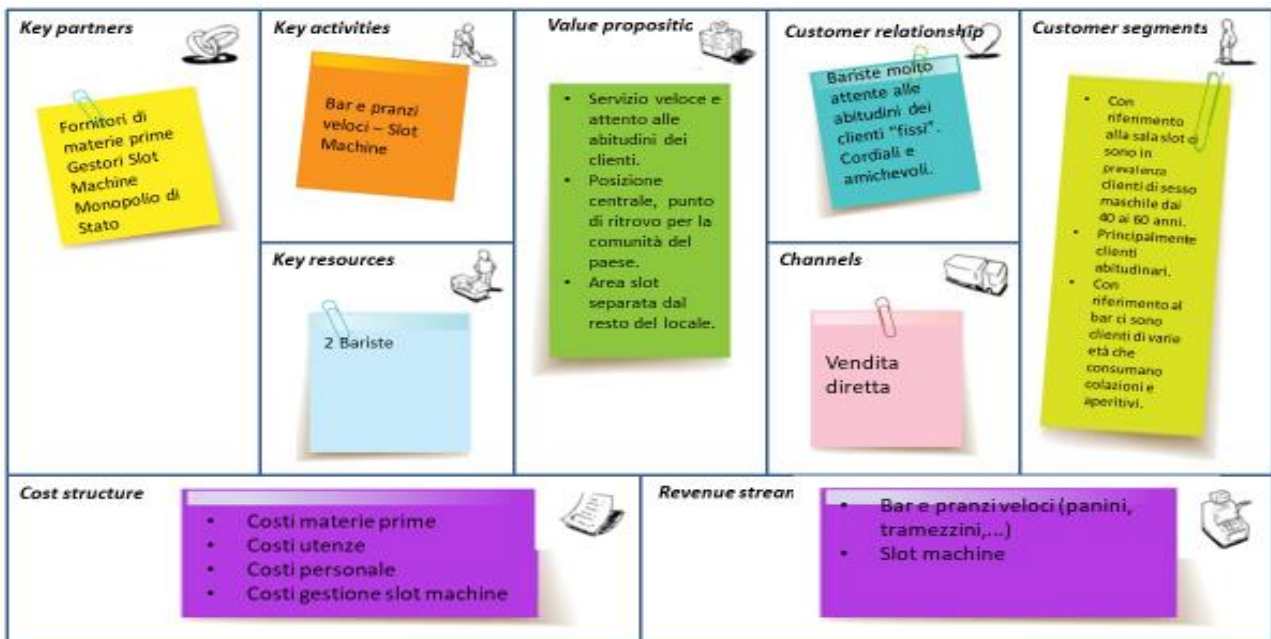 Key partners
Fornitori di
materie prime
Gestori Slot
Machine
Monopolio di
Stato
Key activities
Bar e pranzi
veloci – Slot
Machine
Key resources
2 Bariste
Value propositic
• Servizio veloce e
attento alle
abitudini dei
clienti.
• Posizione
centrale, punto
di ritrovo per la
comunità del
paese.
• Area slot
separata dal
resto del locale.
Customer relationship
Bariste molto
attente alle
abitudini dei
clienti "fissi".
Cordiali e
amichevoli.
Channels
Vendita
diretta
Customer segments
• Con
riferimento
alla sala slot
sono in
prevalenza
clienti di sesso
maschile dai
40 ai 60 anni.
• Principalmente
clienti
abitudinari.
• Con
riferimento al
bar ci sono
clienti di varie
età che
consumano
colazioni e
aperitivi.
Cost structure
• Costi materie prime
• Costi utenze
• Costi personale
• Costi gestione slot machine
Revenue stream
• Bar e pranzi veloci (panini,
tramezzini,...)
• Slot machine